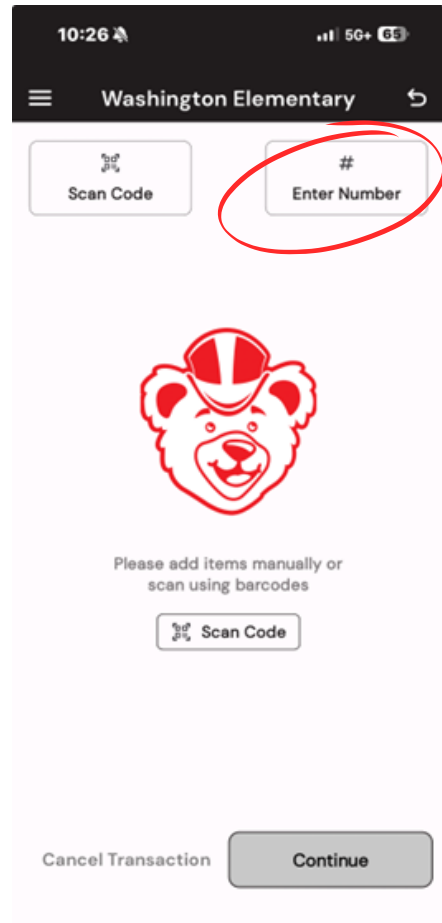 10:26 5G+ 65
Washington Elementary
Scan Code
# Enter Number
Please add items manually or
scan using barcodes
Scan Code
Cancel Transaction Continue